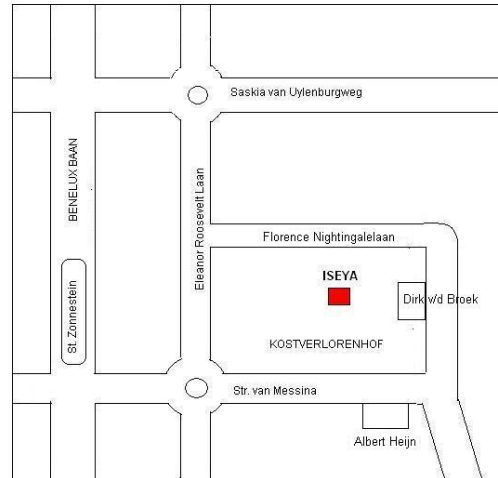 Saskia van Uylenburgweg
BENELUX BAAN
Eleanor Roosevelt Laan
Florence Nightingalelaan
ISEYA
St. Zonnestein
Dirk v/d Broek
KOSTVERLORENHOF
Str. van Messina
Albert Heijn